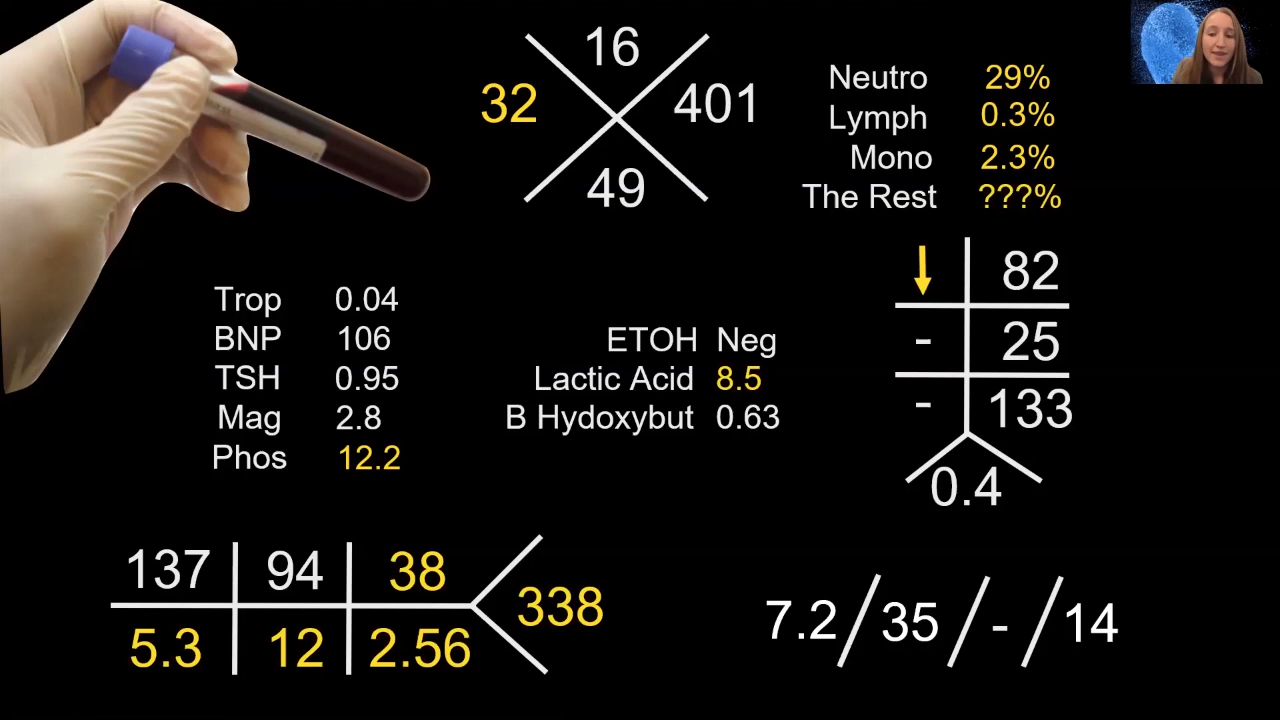 16
32 401
49
Neutro 29%
Lymph 0.3%
Mono 2.3%
The Rest ???%
↓ 82
- 25
- 133
0.4
Trop 0.04
BNP 106
TSH 0.95
Mag 2.8
Phos 12.2
ETOH Neg
Lactic Acid 8.5
B Hydoxybut 0.63
137 94 38
338
5.3 12 2.56
7.2/35/-/14